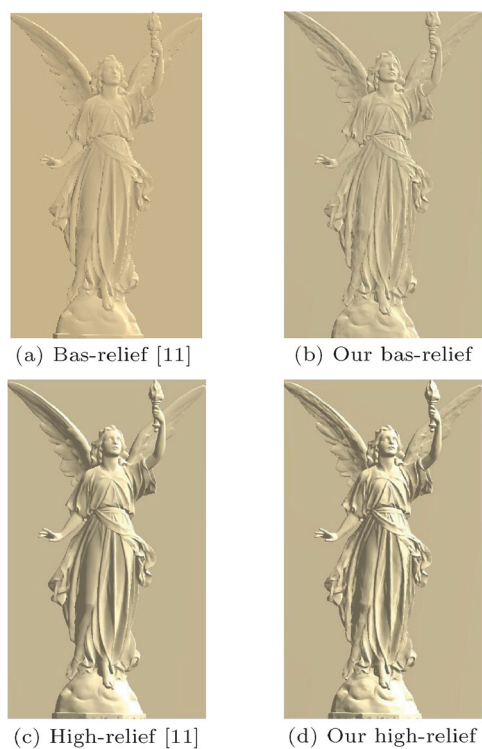 (a) Bas-relief [11]
(b) Our bas-relief
(c) High-relief [11]
(d) Our high-relief